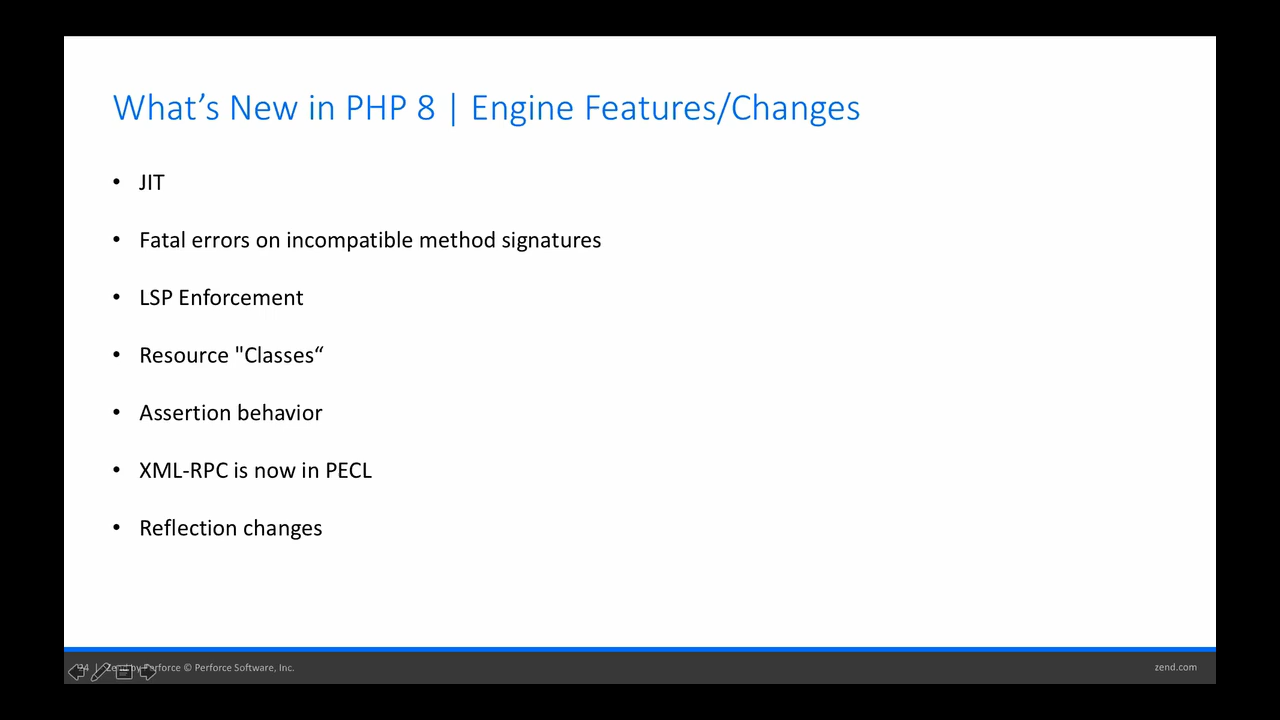 What’s New in PHP 8 | Engine Features/Changes
• JIT
• Fatal errors on incompatible method signatures
• LSP Enforcement
• Resource "Classes“
• Assertion behavior
• XML-RPC is now in PECL
• Reflection changes
24 | Zend by Perforce © Perforce Software, Inc.
zend.com